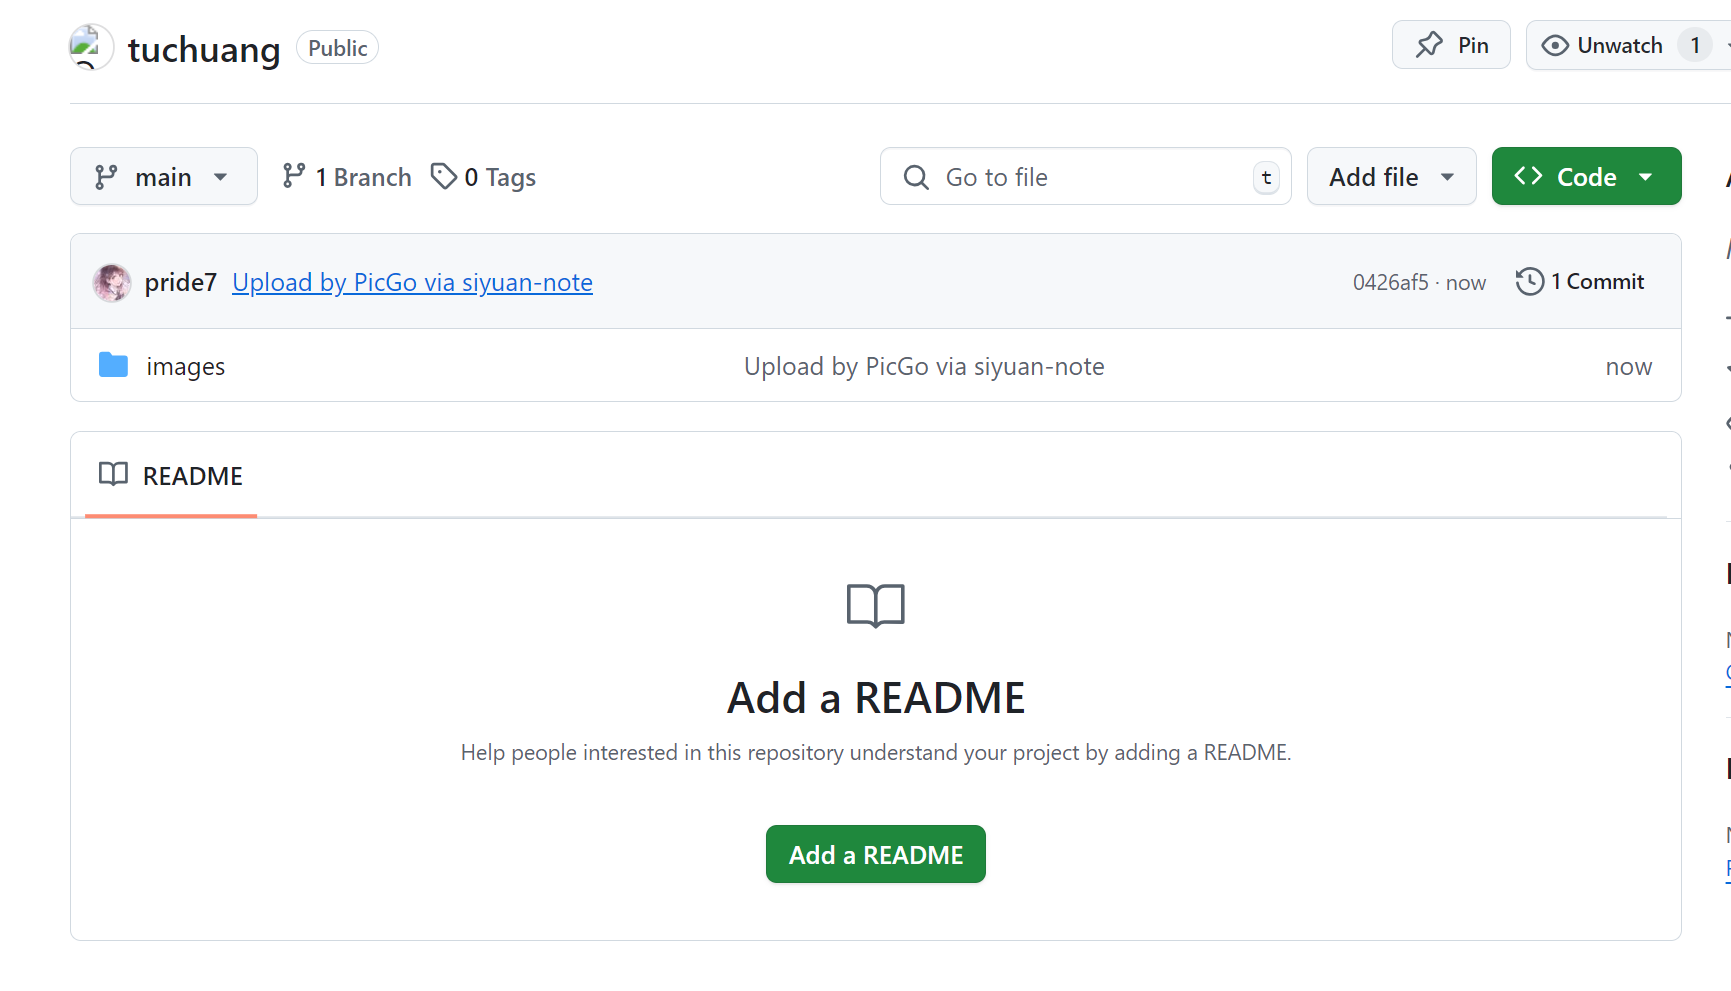 tuchuang Public Pin Unwatch 1
main 1 Branch 0 Tags Go to file t Add file Code
pride7 Upload by PicGo via siyuan-note 0426af5 · now 1 Commit
images Upload by PicGo via siyuan-note now
README
Add a README
Help people interested in this repository understand your project by adding a README.
Add a README